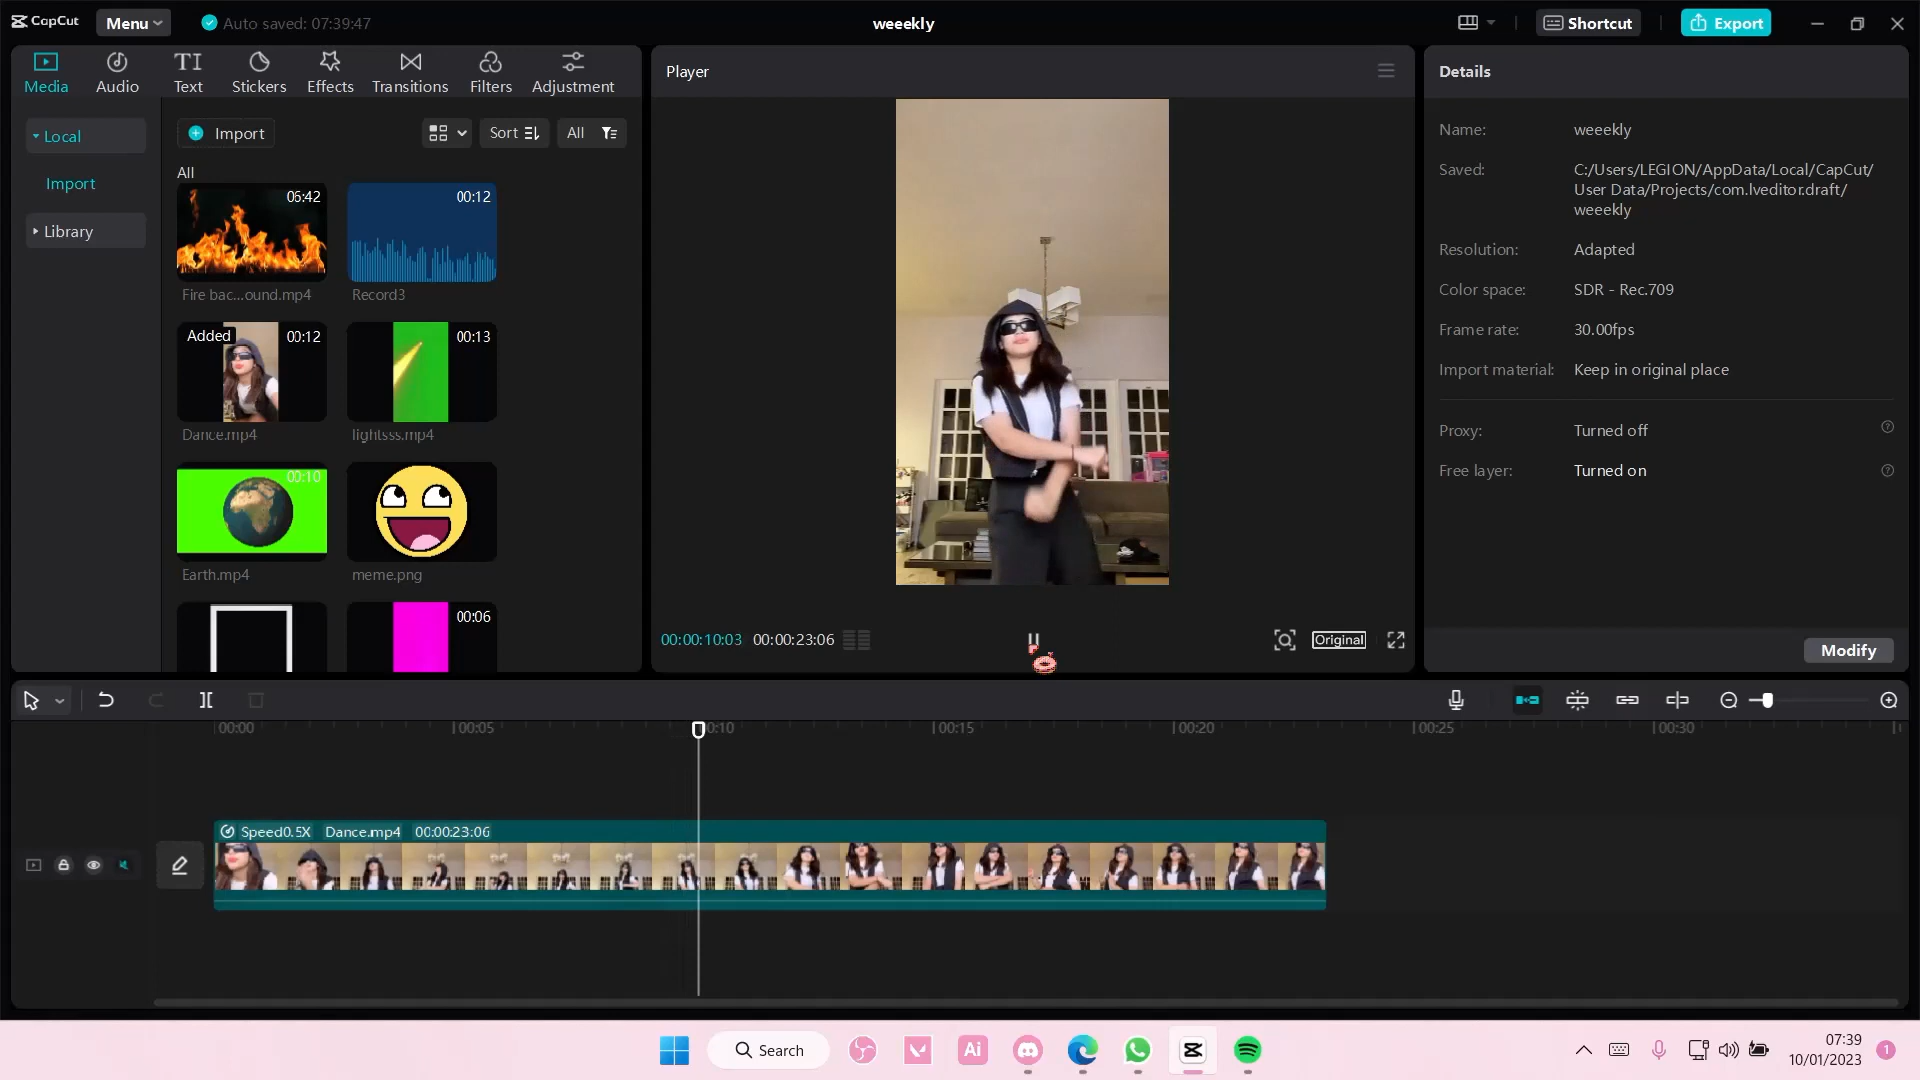 CapCut
Menu
Auto saved: 07:39:47
weeekly
Shortcut
Export
Media
Audio
TI
Text
Stickers
Effects
Transitions
Filters
Adjustment
Local
Import
Library
Import
Sort
All
All
06:42
Fire bac...ound.mp4
00:12
Record3
Added
00:12
Dance.mp4
00:13
lightsss.mp4
00:10
Earth.mp4
meme.png
00:06
Player
00:00:10:03
00:00:23:06
Original
Details
Name: weeekly
Saved: C:/Users/LEGION/AppData/Local/CapCut/
User Data/Projects/com.lveditor.draft/
weeekly
Resolution: Adapted
Color space: SDR - Rec.709
Frame rate: 30.00fps
Import material: Keep in original place
Proxy: Turned off
Free layer: Turned on
Modify
00:00
00:05
00:10
00:15
00:20
00:25
00:30
Speed0.5X Dance.mp4 00:00:23:06
Search
Ai
07:39
10/01/2023
1